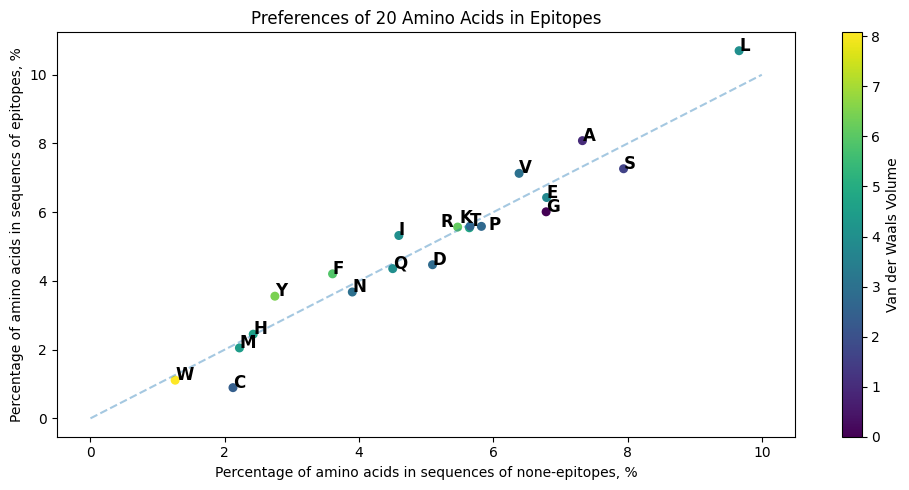 Preferences of 20 Amino Acids in Epitopes
Percentage of amino acids in sequencs of epitopes, %
10
8
6
4
2
0
L
A
S
V
E
G
R
K
T
P
I
Q
D
F
N
Y
H
M
W
C
0
2
4
6
8
10
Percentage of amino acids in sequences of none-epitopes, %
8
7
6
5
4
3
2
1
0
Van der Waals Volume